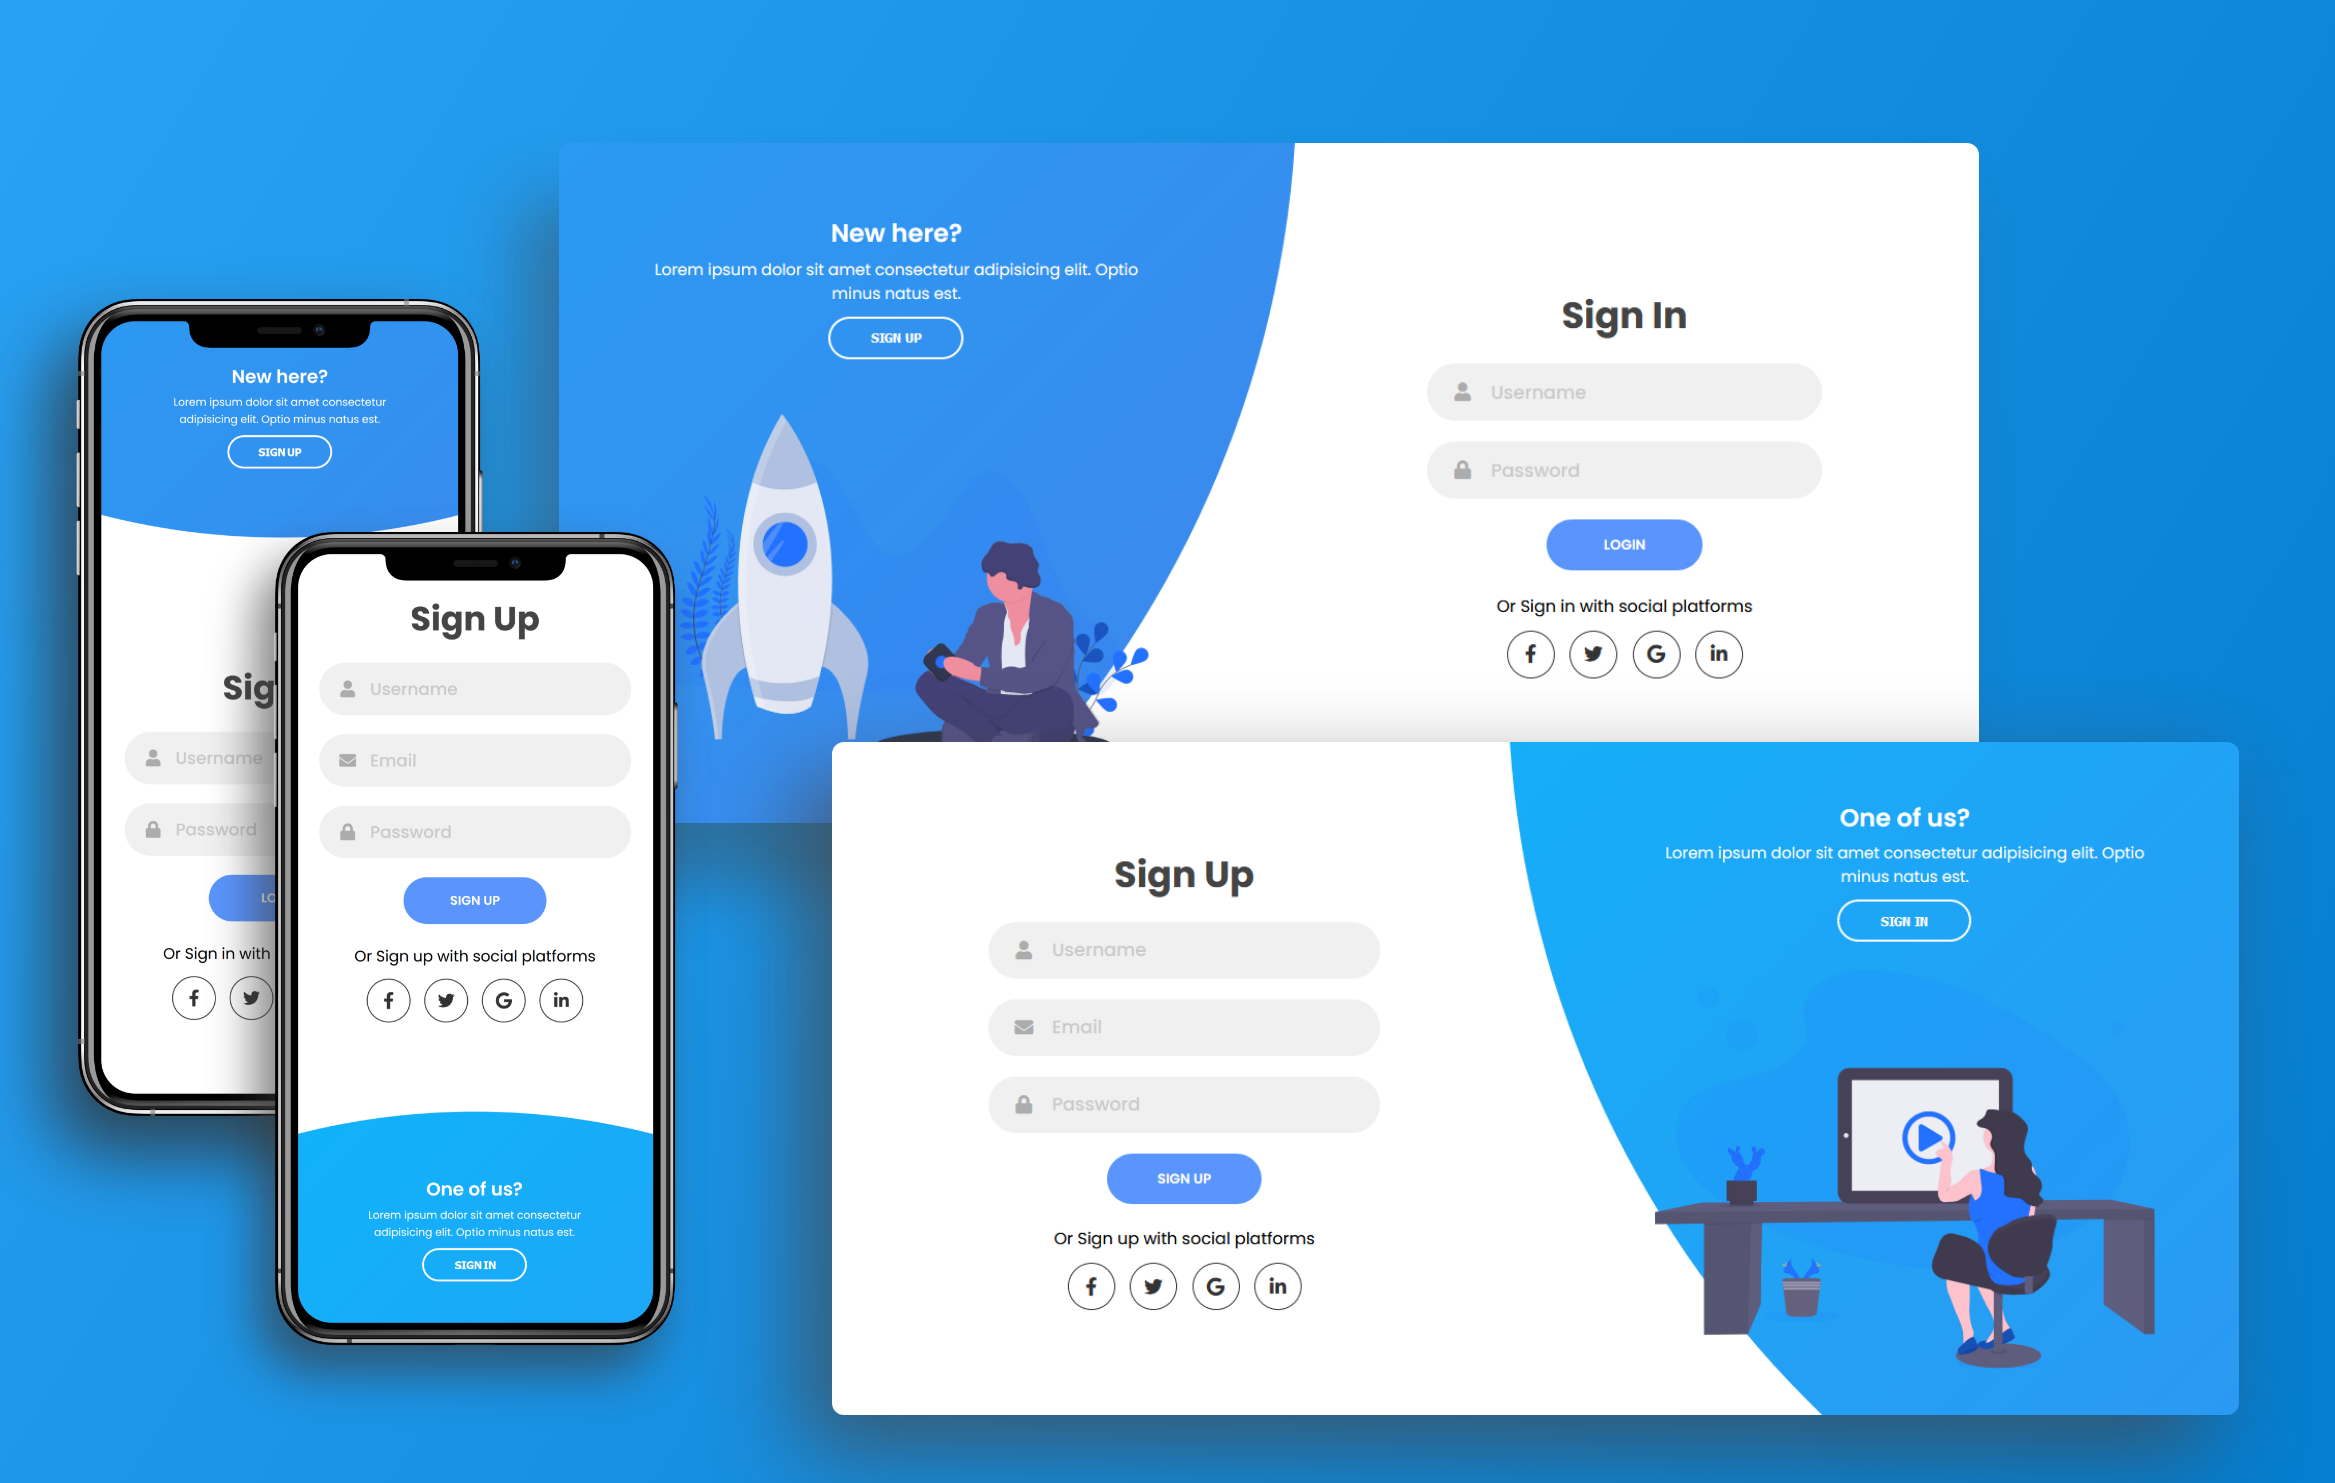 New here?
Lorem ipsum dolor sit amet consectetur adipisicing elit. Optio
minus natus est.
SIGN UP
Sign In
Username
Password
LOGIN
Or Sign in with social platforms
New here?
Lorem ipsum dolor sit amet consectetur
adipisicing elit. Optio minus natus est.
SIGN UP
Sig
Username
Password
LO
Or Sign in with
Sign Up
Username
Email
Password
SIGN UP
Or Sign up with social platforms
One of us?
Lorem ipsum dolor sit amet consectetur
adipisicing elit. Optio minus natus est.
SIGN IN
Sign Up
Username
Email
Password
SIGN UP
Or Sign up with social platforms
One of us?
Lorem ipsum dolor sit amet consectetur adipisicing elit. Optio
minus natus est.
SIGN IN